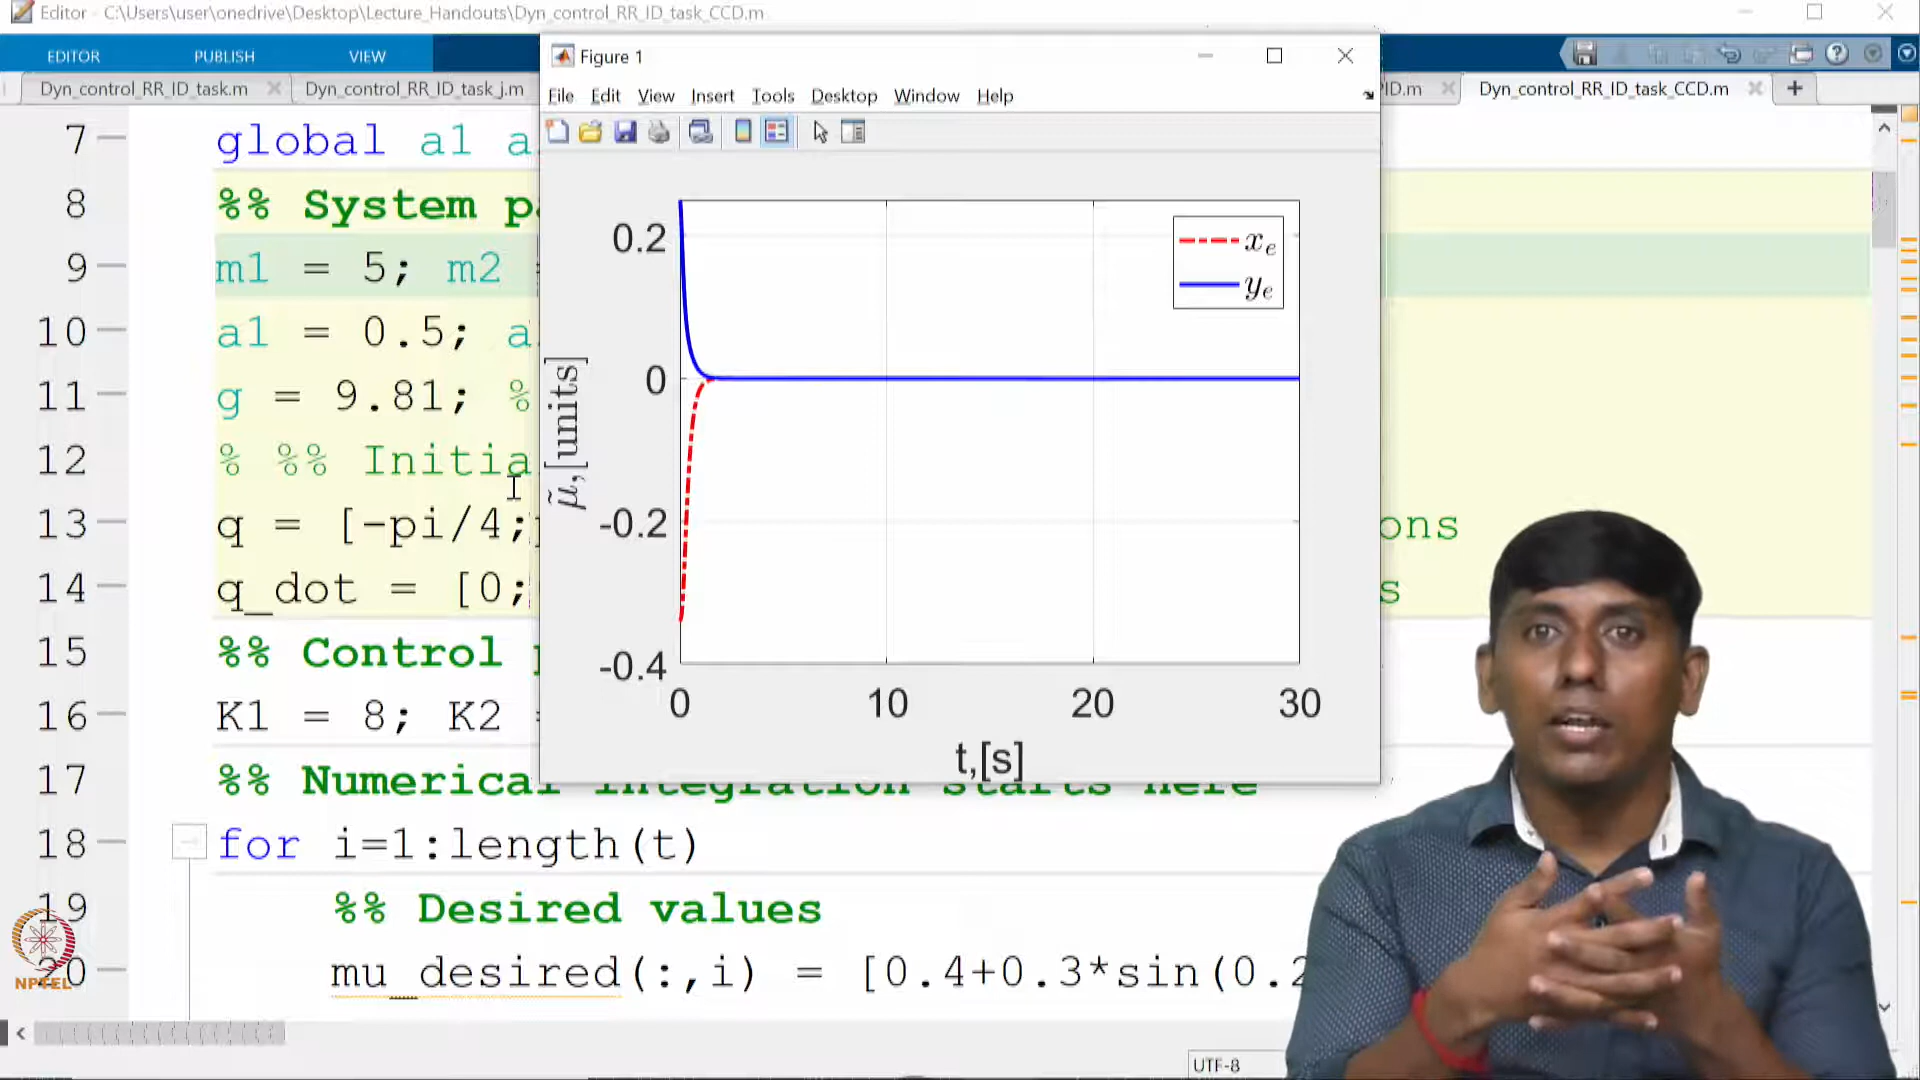 Editor - C:\Users\user\onedrive\Desktop\Lecture_Handouts\Dyn_control_RR_ID_task_CCD.m
EDITOR PUBLISH VIEW
Dyn_control_RR_ID_task.m Dyn_control_RR_ID_task_j.m PID.m Dyn_control_RR_ID_task_CCD.m
Figure 1
File Edit View Insert Tools Desktop Window Help
7 global a1 a
8 %% System pa
9 m1 = 5; m2
10 a1 = 0.5; a
11 g = 9.81; %
12 % %% Initia
13 q = [-pi/4; ons
14 q_dot = [0; s
15 %% Control
16 K1 = 8; K2
17 %% Numerical integration starts here
18 for i=1:length(t)
19 %% Desired values
20 mu_desired(:,i) = [0.4+0.3*sin(0.2
0.2
0
-0.2
-0.4
0 10 20 30
t,[s]
μ̃,[units]
xₑ
yₑ
NPTEL
UTF-8